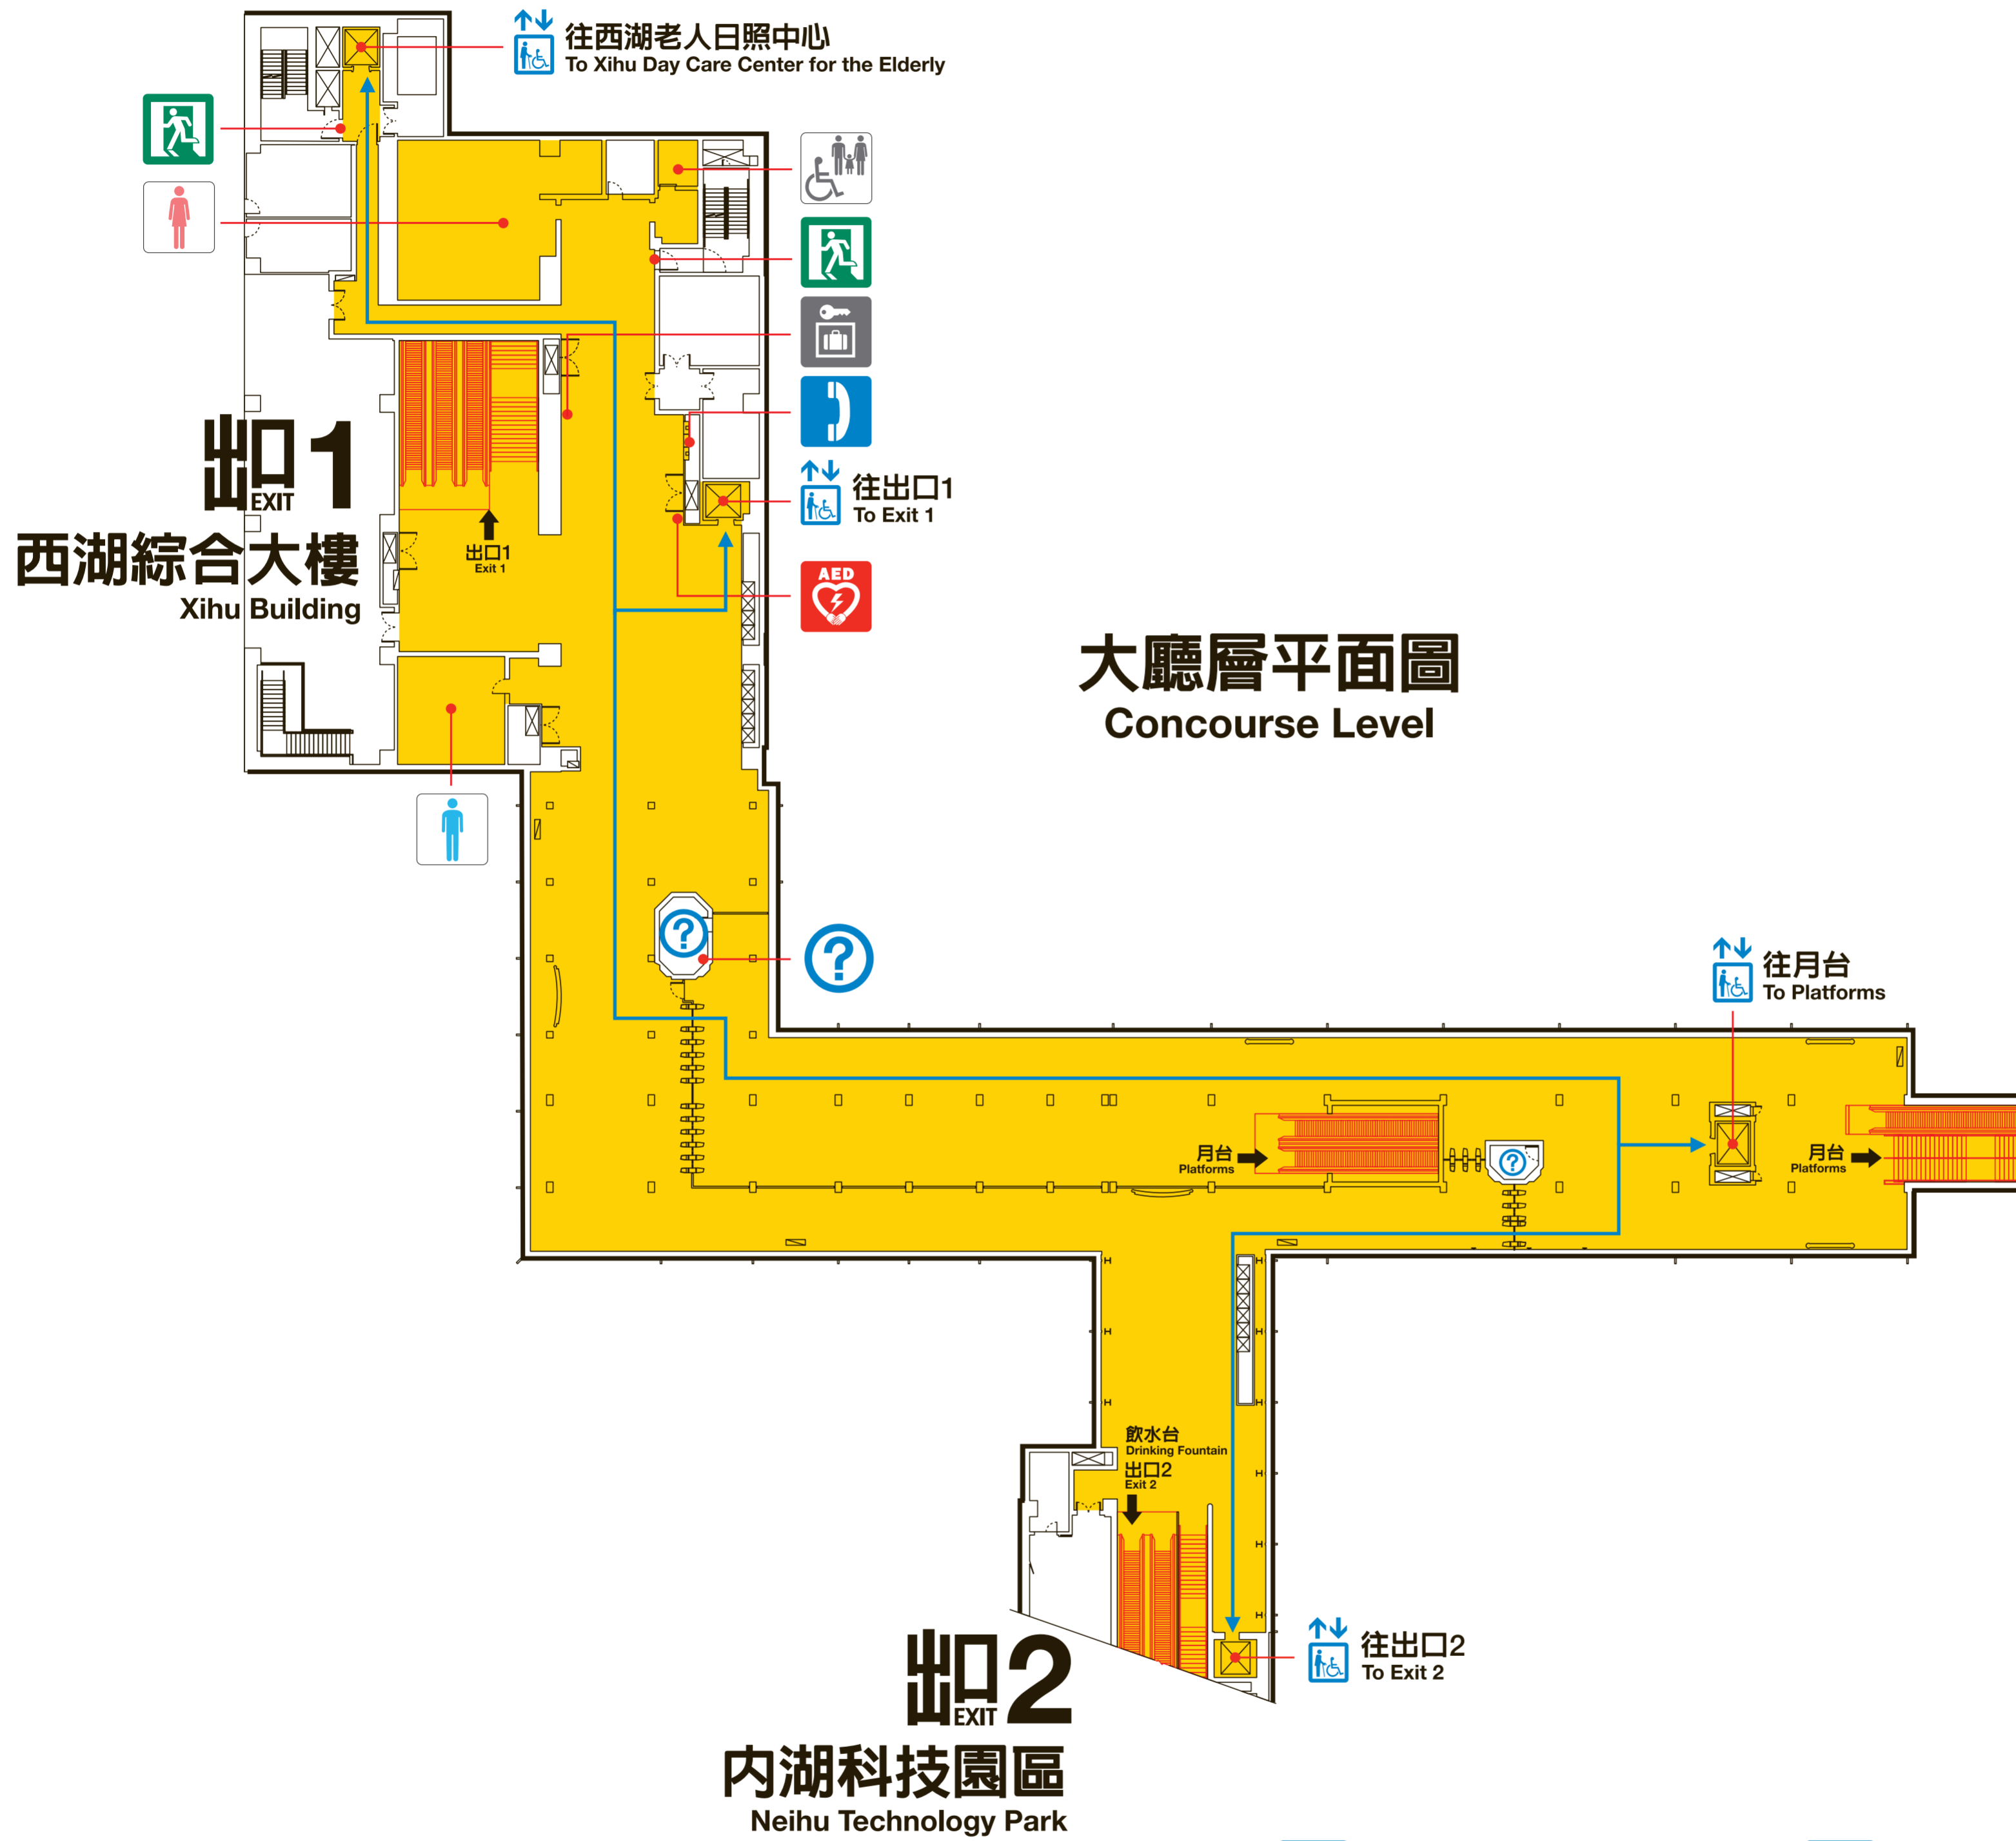 往西湖老人日照中心
To Xihu Day Care Center for the Elderly
出口1
EXIT
西湖綜合大樓
Xihu Building
出口1
Exit 1
往出口1
To Exit 1
AED
大廳層平面圖
Concourse Level
?
?
往月台
To Platforms
月台
Platforms
?
月台
Platforms
飲水台
Drinking Fountain
出口2
Exit 2
往出口2
To Exit 2
出口2
EXIT
內湖科技園區
Neihu Technology Park